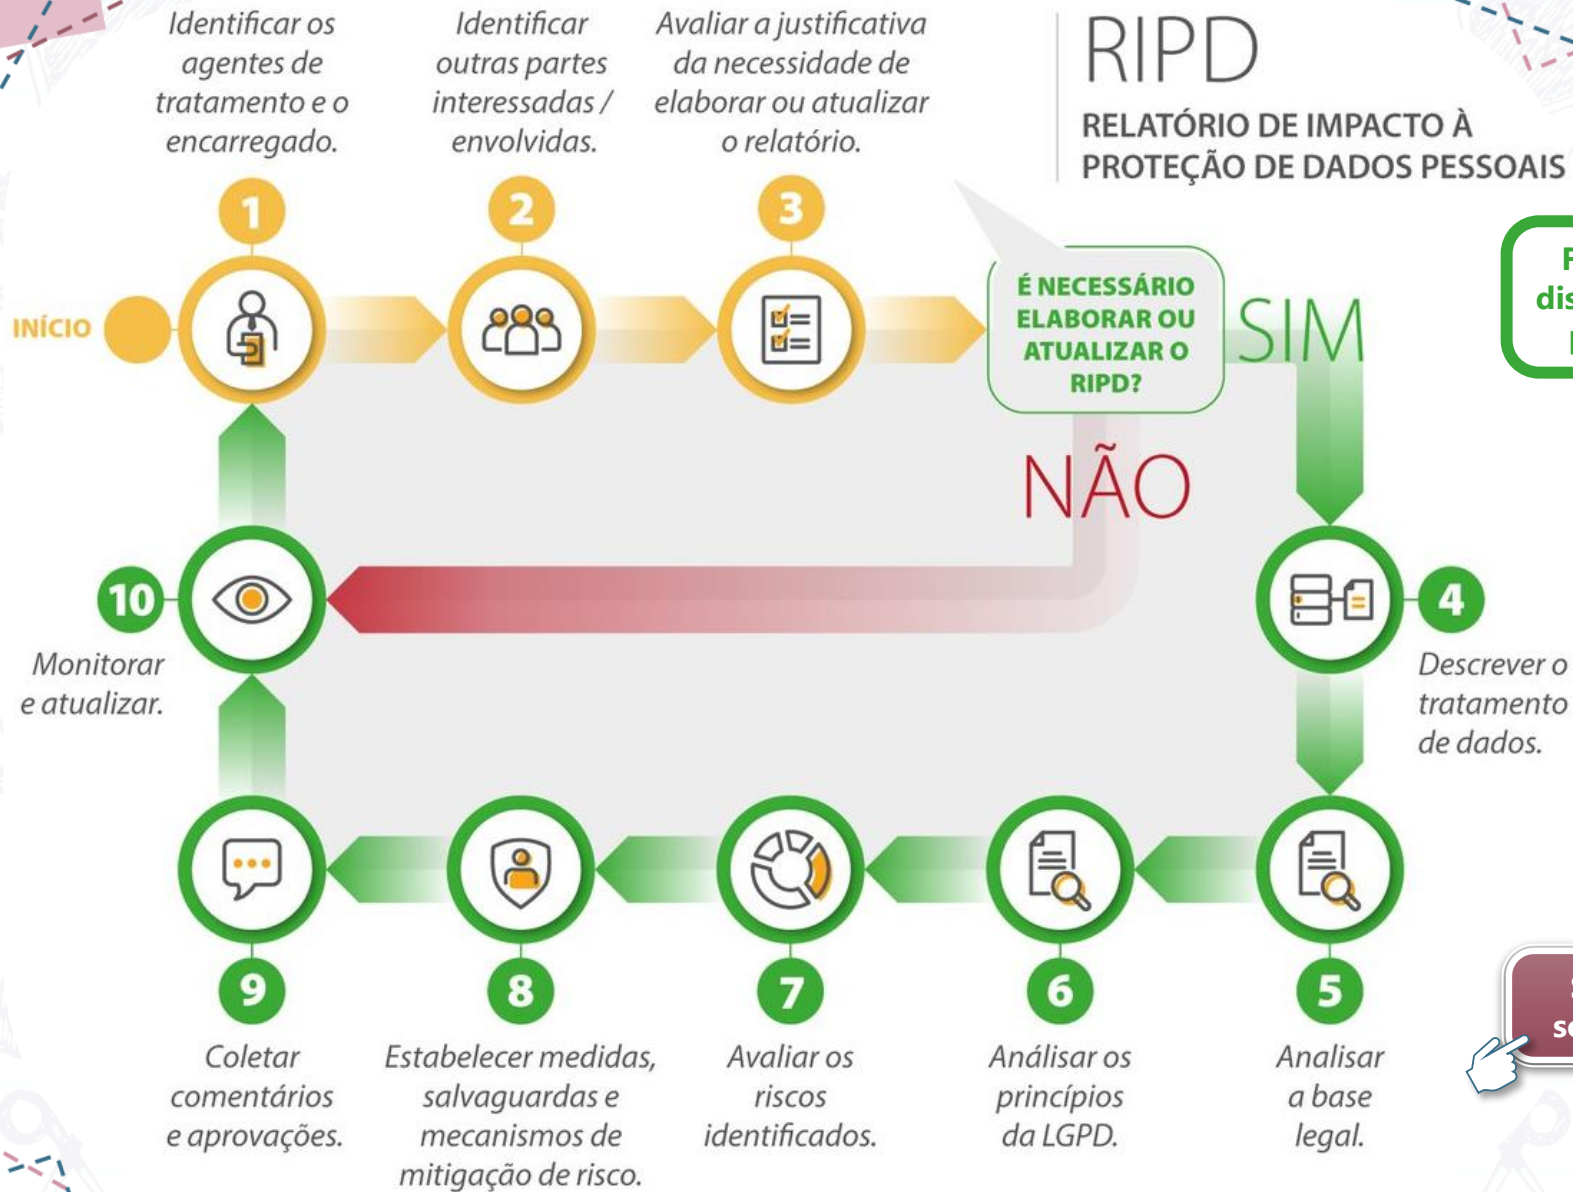 Identificar os
agentes de
tratamento e o
encarregado.
1
Identificar
outras partes
interessadas /
envolvidas.
2
Avaliar a justificativa
da necessidade de
elaborar ou atualizar
o relatório.
3
RIPD
RELATÓRIO DE IMPACTO À
PROTEÇÃO DE DADOS PESSOAIS
INÍCIO
É NECESSÁRIO
ELABORAR OU
ATUALIZAR O
RIPD?
SIM
NÃO
4
Descrever o
tratamento
de dados.
5
Analisar
a base
legal.
6
Análisar os
princípios
da LGPD.
7
Avaliar os
riscos
identificados.
8
Estabelecer medidas,
salvaguardas e
mecanismos de
mitigação de risco.
9
Coletar
comentários
e aprovações.
10
Monitorar
e atualizar.